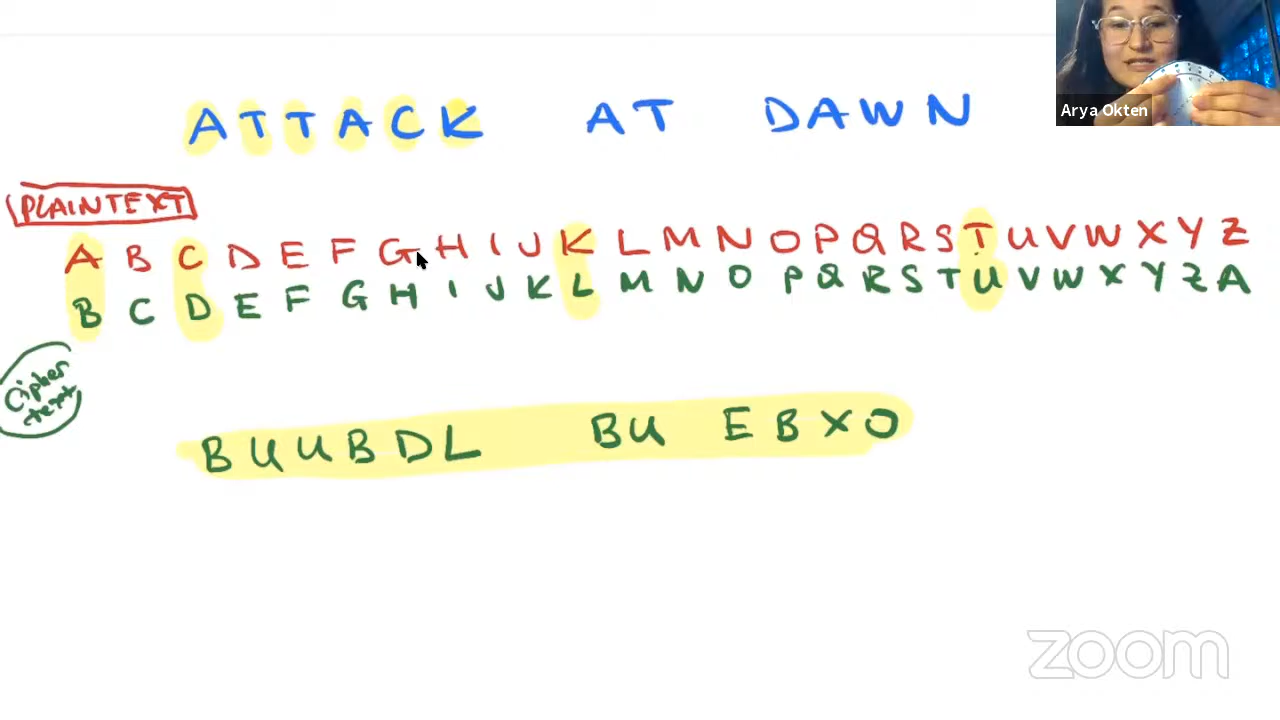 Arya Okten
ATTACK AT DAWN
PLAINTEXT
A B C D E F G H I J K L M N O P Q R S T U V W X Y Z
B C D E F G H I J K L M N O P Q R S T U V W X Y Z A
Cipher
text
BUUBDL BU EBXO
zoom